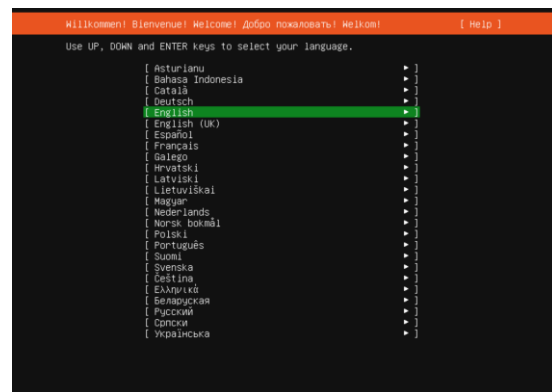 Willkommen! Bienvenue! Welcome! Добро пожаловать! Welkom! [ Help ]
Use UP, DOWN and ENTER keys to select your language.
[ Asturianu ► ]
[ Bahasa Indonesia ► ]
[ Català ► ]
[ Deutsch ► ]
[ English ► ]
[ English (UK) ► ]
[ Español ► ]
[ Français ► ]
[ Galego ► ]
[ Hrvatski ► ]
[ Latviski ► ]
[ Lietuviškai ► ]
[ Magyar ► ]
[ Nederlands ► ]
[ Norsk bokmål ► ]
[ Polski ► ]
[ Português ► ]
[ Suomi ► ]
[ Svenska ► ]
[ Čeština ► ]
[ Ελληνικά ► ]
[ Беларуская ► ]
[ Русский ► ]
[ Српски ► ]
[ Українська ► ]